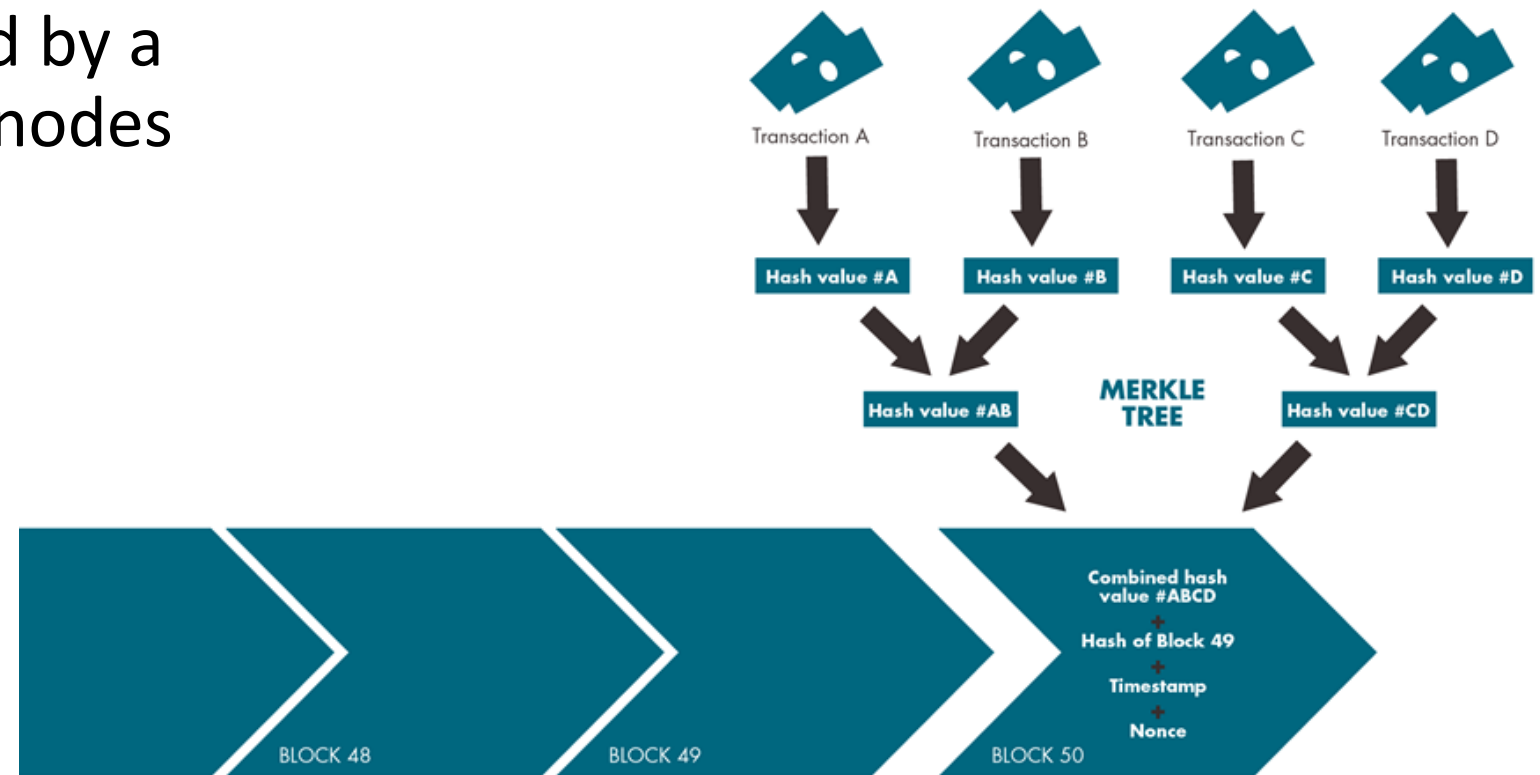 d by a
nodes
Transaction A
Transaction B
Transaction C
Transaction D
Hash value #A
Hash value #B
Hash value #C
Hash value #D
Hash value #AB
MERKLE
TREE
Hash value #CD
Combined hash
value #ABCD
+
Hash of Block 49
+
Timestamp
+
Nonce
BLOCK 48
BLOCK 49
BLOCK 50